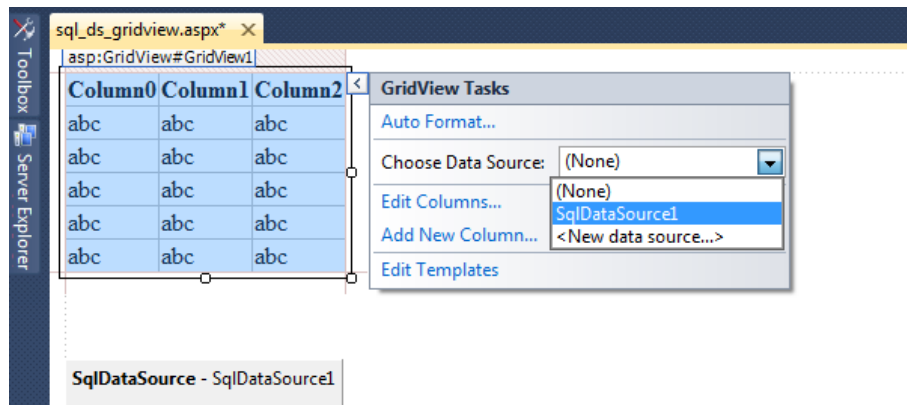 sql_ds_gridview.aspx* ×
Toolbox
Server Explorer
asp:GridView#GridView1
Column0 Column1 Column2
abc abc abc
abc abc abc
abc abc abc
abc abc abc
abc abc abc
GridView Tasks
Auto Format...
Choose Data Source: (None)
(None)
SqlDataSource1
<New data source...>
Edit Columns...
Add New Column...
Edit Templates
SqlDataSource - SqlDataSource1